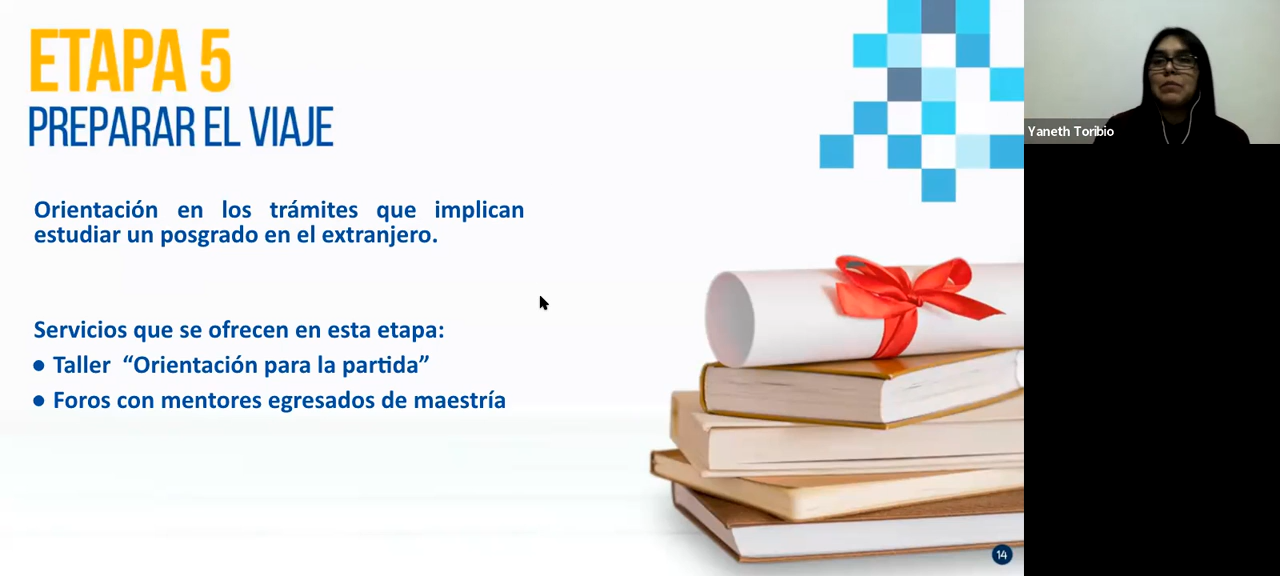 ETAPA 5
PREPARAR EL VIAJE
Orientación en los trámites que implican
estudiar un posgrado en el extranjero.
Servicios que se ofrecen en esta etapa:
● Taller “Orientación para la partida”
● Foros con mentores egresados de maestría
14
Yaneth Toribio